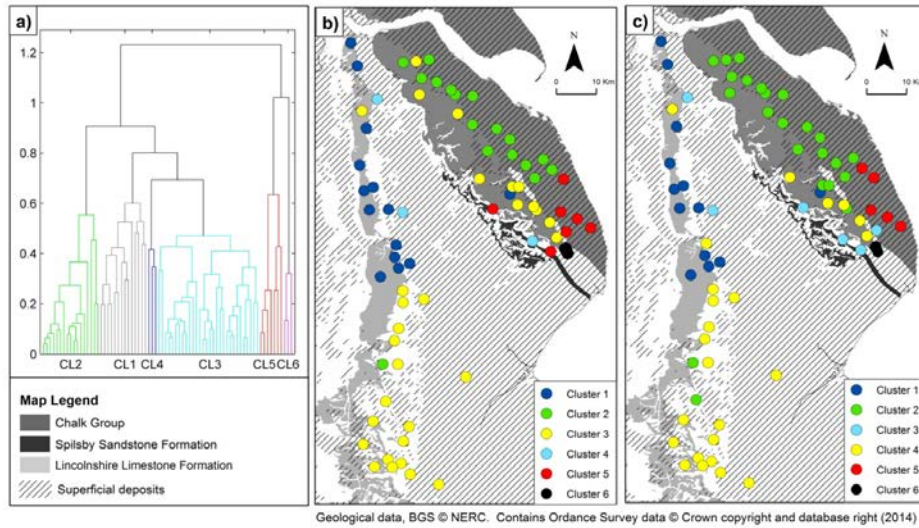 a)
1.2
1
0.8
0.6
0.4
0.2
0
CL2 CL1 CL4 CL3 CL5 CL6
Map Legend
Chalk Group
Spilsby Sandstone Formation
Lincolnshire Limestone Formation
Superficial deposits
b)
N
0 10 Km
Cluster 1
Cluster 2
Cluster 3
Cluster 4
Cluster 5
Cluster 6
c)
N
0 10 Km
Cluster 1
Cluster 2
Cluster 3
Cluster 4
Cluster 5
Cluster 6
Geological data, BGS © NERC. Contains Ordance Survey data © Crown copyright and database right (2014)